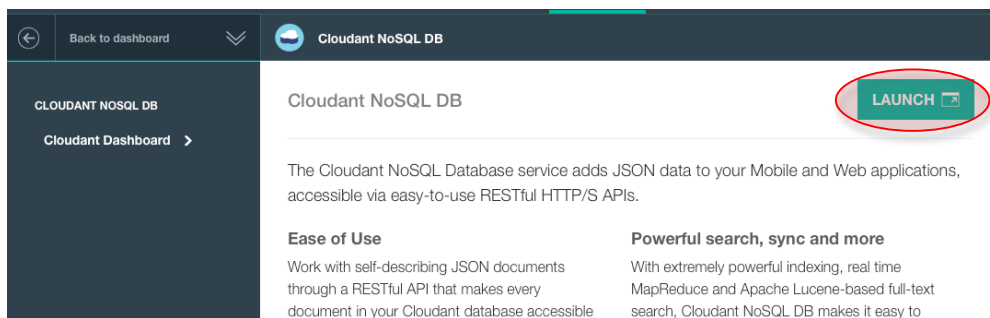 Back to dashboard
Cloudant NoSQL DB
CLOUDANT NOSQL DB
Cloudant Dashboard
Cloudant NoSQL DB
LAUNCH
The Cloudant NoSQL Database service adds JSON data to your Mobile and Web applications,
accessible via easy-to-use RESTful HTTP/S APIs.
Ease of Use
Work with self-describing JSON documents
through a RESTful API that makes every
document in your Cloudant database accessible
Powerful search, sync and more
With extremely powerful indexing, real time
MapReduce and Apache Lucene-based full-text
search, Cloudant NoSQL DB makes it easy to